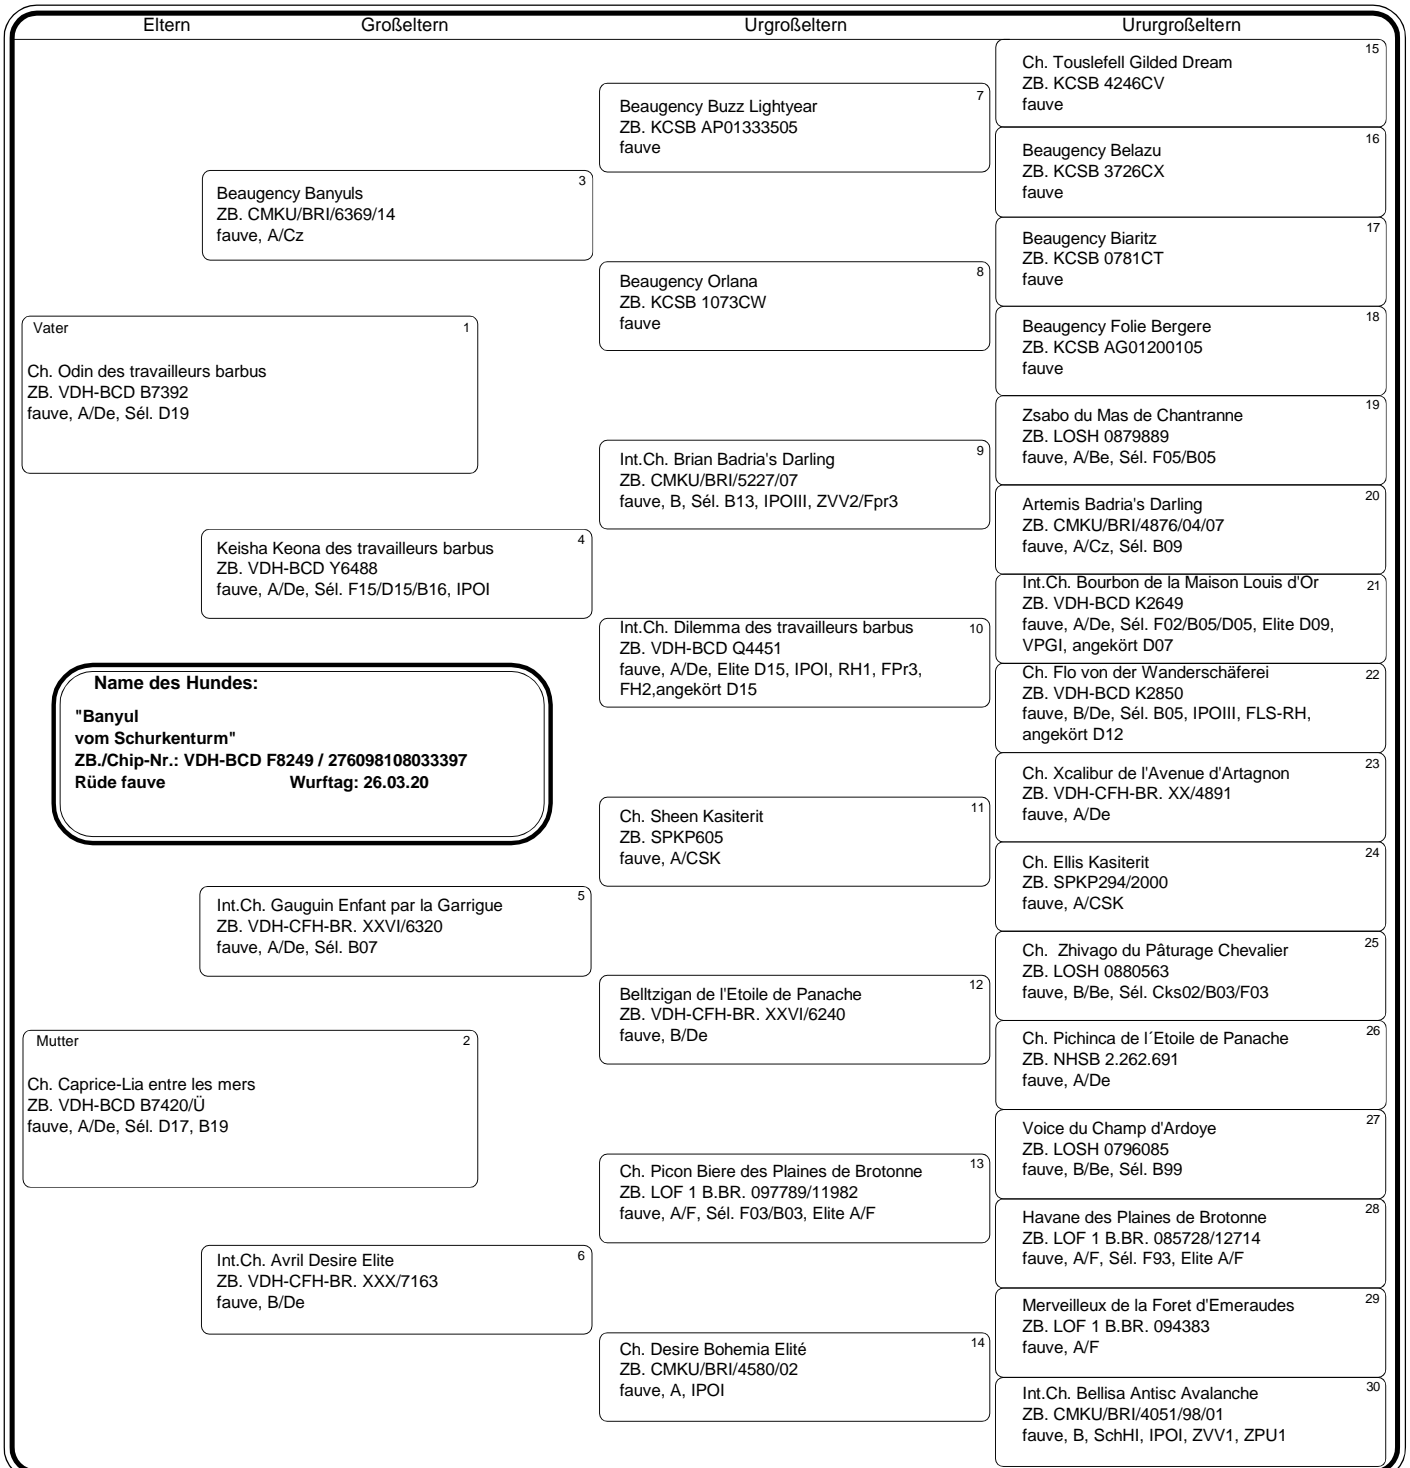 Eltern Großeltern Urgroßeltern Ururgroßeltern
Vater 1
Ch. Odin des travailleurs barbus
ZB. VDH-BCD B7392
fauve, A/De, Sél. D19
Name des Hundes:
"Banyul
vom Schurkenturm"
ZB./Chip-Nr.: VDH-BCD F8249 / 276098108033397
Rüde fauve Wurftag: 26.03.20
Mutter 2
Ch. Caprice-Lia entre les mers
ZB. VDH-BCD B7420/Ü
fauve, A/De, Sél. D17, B19
3
Beaugency Banyuls
ZB. CMKU/BRI/6369/14
fauve, A/Cz
4
Keisha Keona des travailleurs barbus
ZB. VDH-BCD Y6488
fauve, A/De, Sél. F15/D15/B16, IPOI
5
Int.Ch. Gauguin Enfant par la Garrigue
ZB. VDH-CFH-BR. XXVI/6320
fauve, A/De, Sél. B07
6
Int.Ch. Avril Desire Elite
ZB. VDH-CFH-BR. XXX/7163
fauve, B/De
7
Beaugency Buzz Lightyear
ZB. KCSB AP01333505
fauve
8
Beaugency Orlana
ZB. KCSB 1073CW
fauve
9
Int.Ch. Brian Badria's Darling
ZB. CMKU/BRI/5227/07
fauve, B, Sél. B13, IPOIII, ZVV2/Fpr3
10
Int.Ch. Dilemma des travailleurs barbus
ZB. VDH-BCD Q4451
fauve, A/De, Elite D15, IPOI, RH1, FPr3,
FH2,angekört D15
11
Ch. Sheen Kasiterit
ZB. SPKP605
fauve, A/CSK
12
Belltzigan de l'Etoile de Panache
ZB. VDH-CFH-BR. XXVI/6240
fauve, B/De
13
Ch. Picon Biere des Plaines de Brotonne
ZB. LOF 1 B.BR. 097789/11982
fauve, A/F, Sél. F03/B03, Elite A/F
14
Ch. Desire Bohemia Elité
ZB. CMKU/BRI/4580/02
fauve, A, IPOI
15
Ch. Touslefell Gilded Dream
ZB. KCSB 4246CV
fauve
16
Beaugency Belazu
ZB. KCSB 3726CX
fauve
17
Beaugency Biaritz
ZB. KCSB 0781CT
fauve
18
Beaugency Folie Bergere
ZB. KCSB AG01200105
fauve
19
Zsabo du Mas de Chantranne
ZB. LOSH 0879889
fauve, A/Be, Sél. F05/B05
20
Artemis Badria's Darling
ZB. CMKU/BRI/4876/04/07
fauve, A/Cz, Sél. B09
21
Int.Ch. Bourbon de la Maison Louis d'Or
ZB. VDH-BCD K2649
fauve, A/De, Sél. F02/B05/D05, Elite D09,
VPGI, angekört D07
22
Ch. Flo von der Wanderschäferei
ZB. VDH-BCD K2850
fauve, B/De, Sél. B05, IPOIII, FLS-RH,
angekört D12
23
Ch. Xcalibur de l'Avenue d'Artagnon
ZB. VDH-CFH-BR. XX/4891
fauve, A/De
24
Ch. Ellis Kasiterit
ZB. SPKP294/2000
fauve, A/CSK
25
Ch. Zhivago du Pâturage Chevalier
ZB. LOSH 0880563
fauve, B/Be, Sél. Cks02/B03/F03
26
Ch. Pichinca de l´Etoile de Panache
ZB. NHSB 2.262.691
fauve, A/De
27
Voice du Champ d'Ardoye
ZB. LOSH 0796085
fauve, B/Be, Sél. B99
28
Havane des Plaines de Brotonne
ZB. LOF 1 B.BR. 085728/12714
fauve, A/F, Sél. F93, Elite A/F
29
Merveilleux de la Foret d'Emeraudes
ZB. LOF 1 B.BR. 094383
fauve, A/F
30
Int.Ch. Bellisa Antisc Avalanche
ZB. CMKU/BRI/4051/98/01
fauve, B, SchHI, IPOI, ZVV1, ZPU1